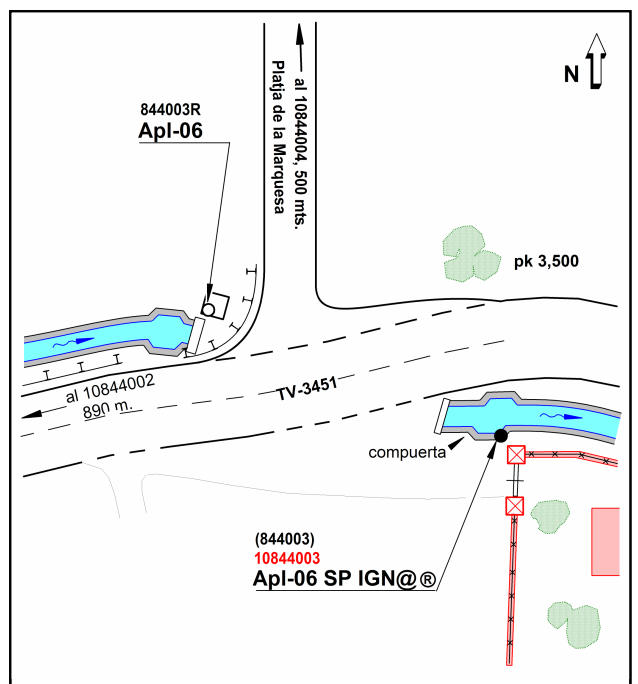 N
844003R
Apl-06
al 10844004, 500 mts.
Platja de la Marquesa
pk 3,500
al 10844002
890 m.
TV-3451
compuerta
(844003)
10844003
Apl-06 SP IGN@®